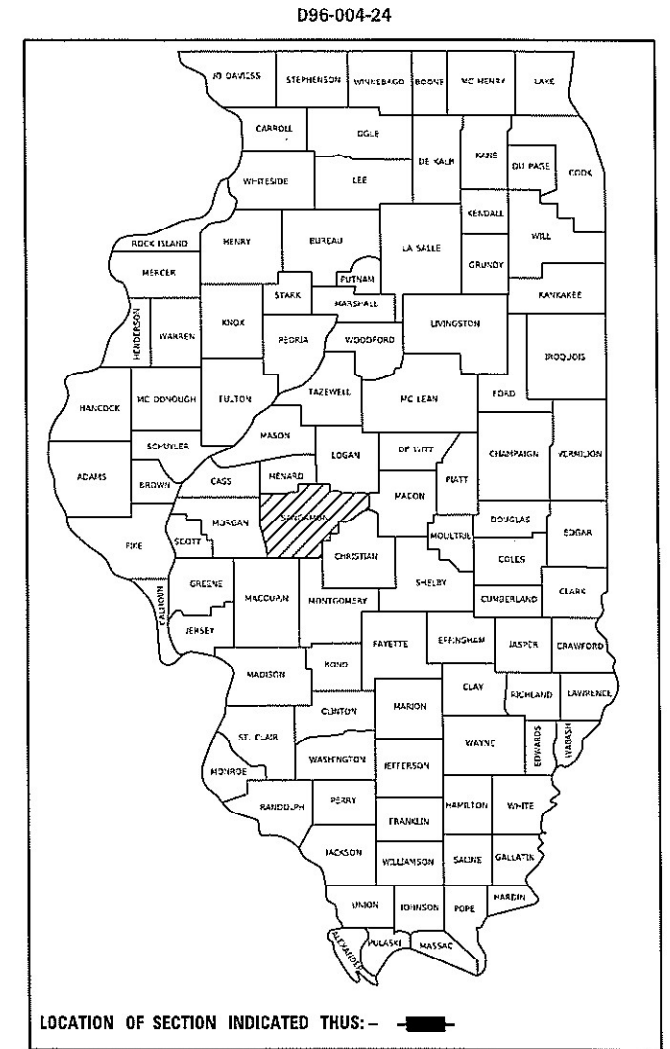 D96-004-24
JO DAVIESS STEPHENSON WINNEBAGO BOONE MC HENRY LAKE
CARROLL OGLE
DE KALB KANE DU PAGE COOK
WHITESIDE LEE
KENDALL WILL
ROCK ISLAND HENRY BUREAU LA SALLE
GRUNDY
MERCER PUTNAM
STARK MARSHALL KANKAKEE
HENDERSON WARREN KNOX PEORIA WOODFORD LIVINGSTON IROQUOIS
HANCOCK MC DONOUGH FULTON TAZEWELL MC LEAN FORD
MASON
SCHUYLER LOGAN DE WITT CHAMPAIGN VERMILION
ADAMS BROWN CASS MENARD MACON PIATT
SANGAMON
PIKE SCOTT MORGAN MOULTRIE DOUGLAS EDGAR
CHRISTIAN COLES
GREENE SHELBY
CALHOUN MACOUPIN MONTGOMERY CUMBERLAND CLARK
JERSEY
FAYETTE EFFINGHAM JASPER CRAWFORD
MADISON BOND
CLAY RICHLAND LAWRENCE
CLINTON MARION
ST. CLAIR WAYNE EDWARDS WABASH
WASHINGTON JEFFERSON
MONROE
RANDOLPH PERRY HAMILTON WHITE
FRANKLIN
JACKSON WILLIAMSON SALINE GALLATIN
UNION JOHNSON POPE HARDIN
ALEXANDER PULASKI MASSAC
LOCATION OF SECTION INDICATED THUS: –